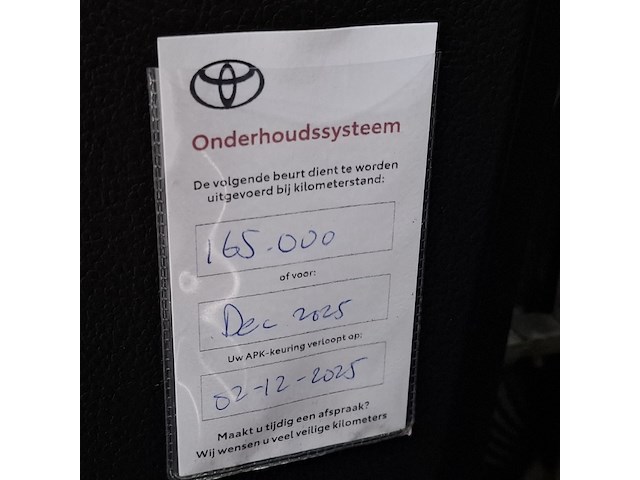 Onderhoudssysteem
De volgende beurt dient te worden
uitgevoerd bij kilometerstand:
165.000
of voor:
Dec 2025
Uw APK-keuring verloopt op:
02-12-2025
Maakt u tijdig een afspraak?
Wij wensen u veel veilige kilometers